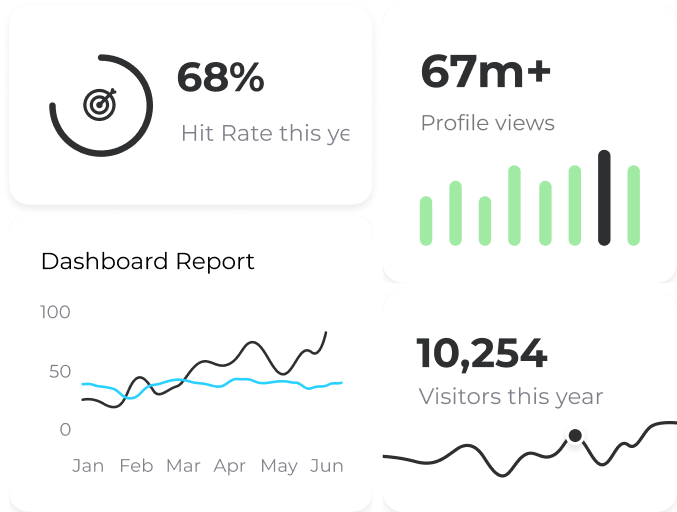 68%
Hit Rate this ye
67m+
Profile views
Dashboard Report
100
50
0
Jan Feb Mar Apr May Jun
10,254
Visitors this year